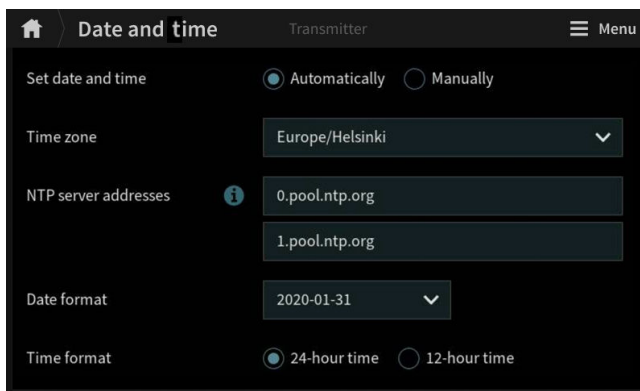 Date and time Transmitter Menu
Set date and time Automatically Manually
Time zone Europe/Helsinki
NTP server addresses i 0.pool.ntp.org
1.pool.ntp.org
Date format 2020-01-31
Time format 24-hour time 12-hour time